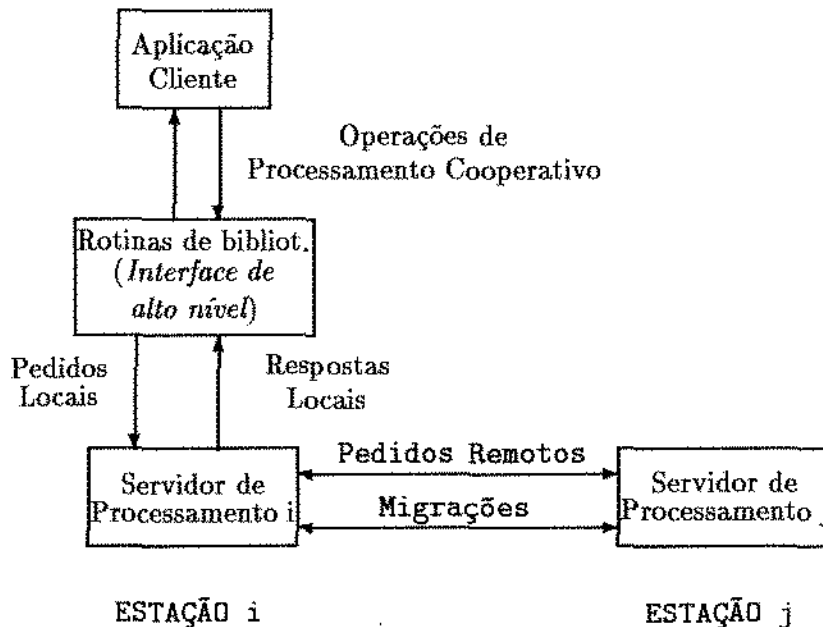 Aplicação
Cliente
Operações de
Processamento Cooperativo
Rotinas de bibliot.
(Interface de
alto nível)
Pedidos
Locais
Respostas
Locais
Pedidos Remotos
Servidor de
Processamento i
Migrações
Servidor de
Processamento
ESTAÇÃO i
ESTAÇÃO j